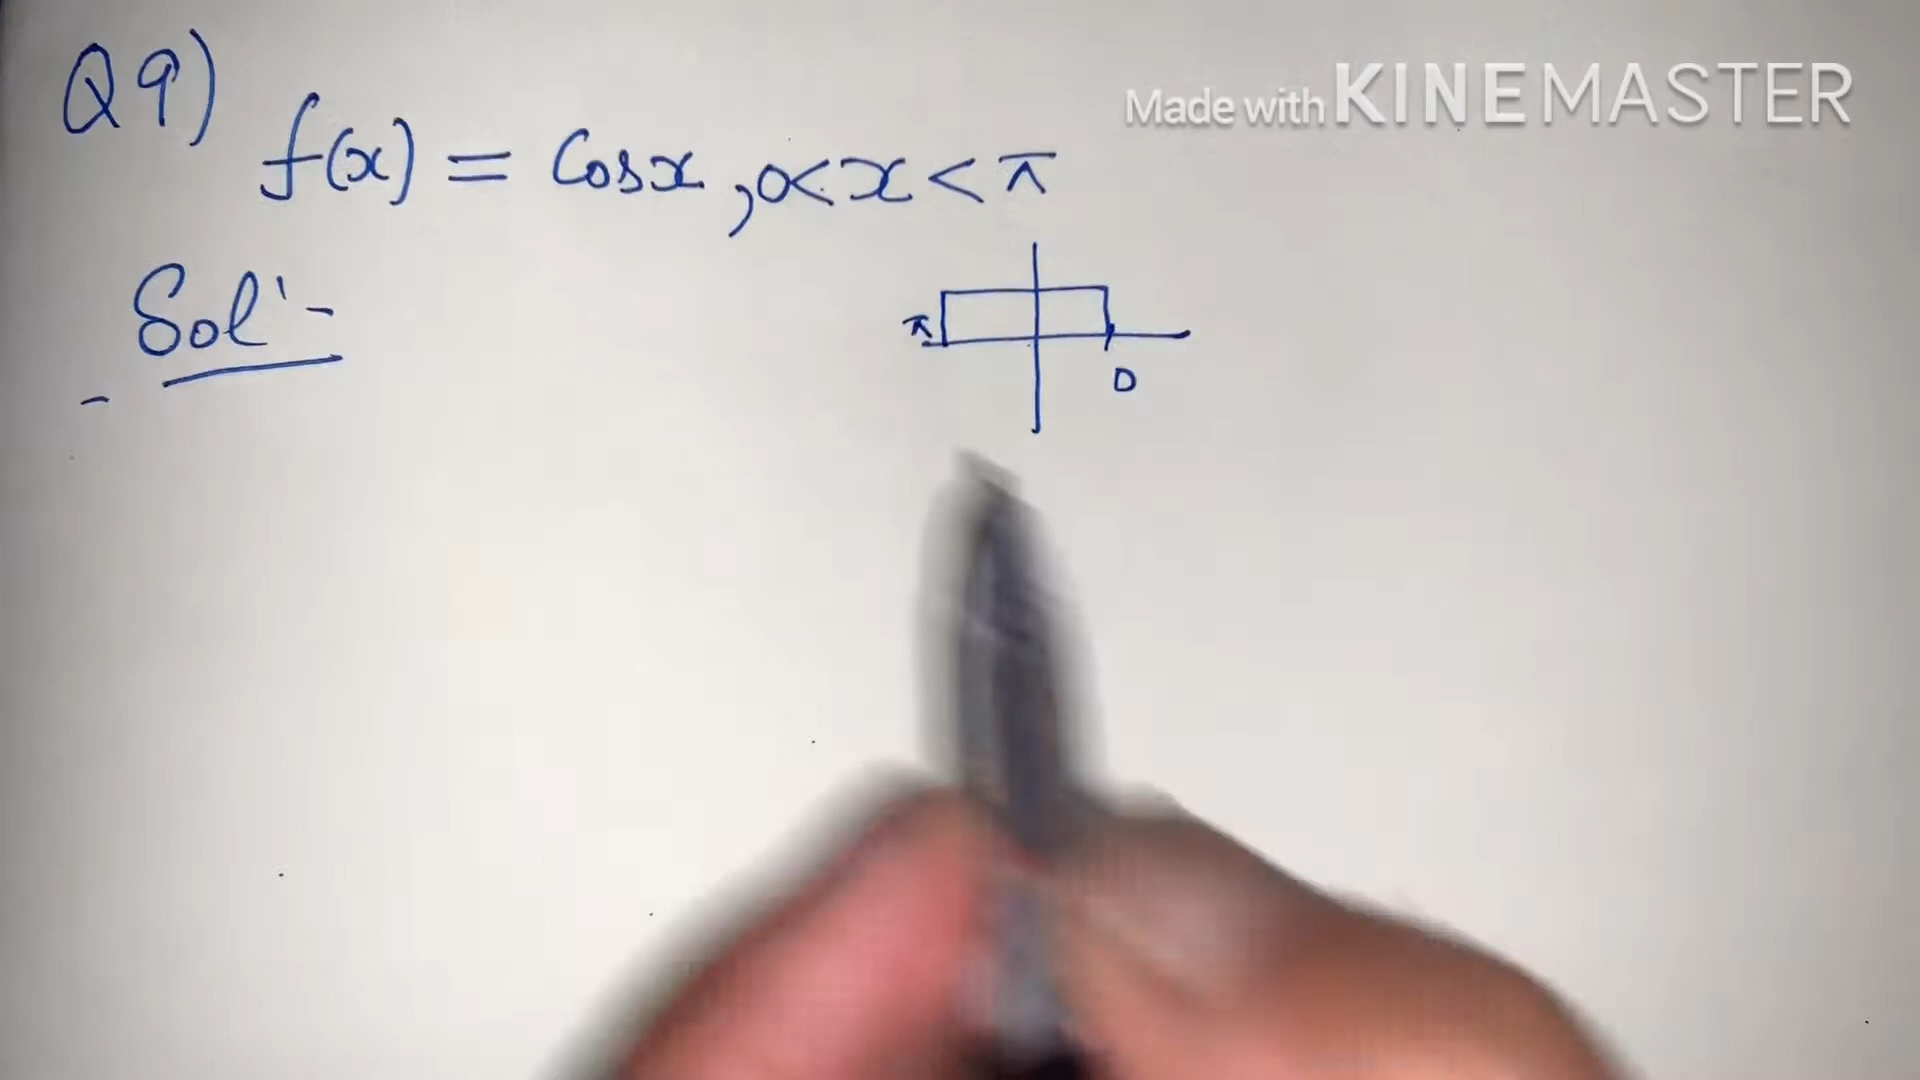 Q9)
Made with KINEMASTER
f(x) = Cosx, 0<x<π
Sol:-
π
0